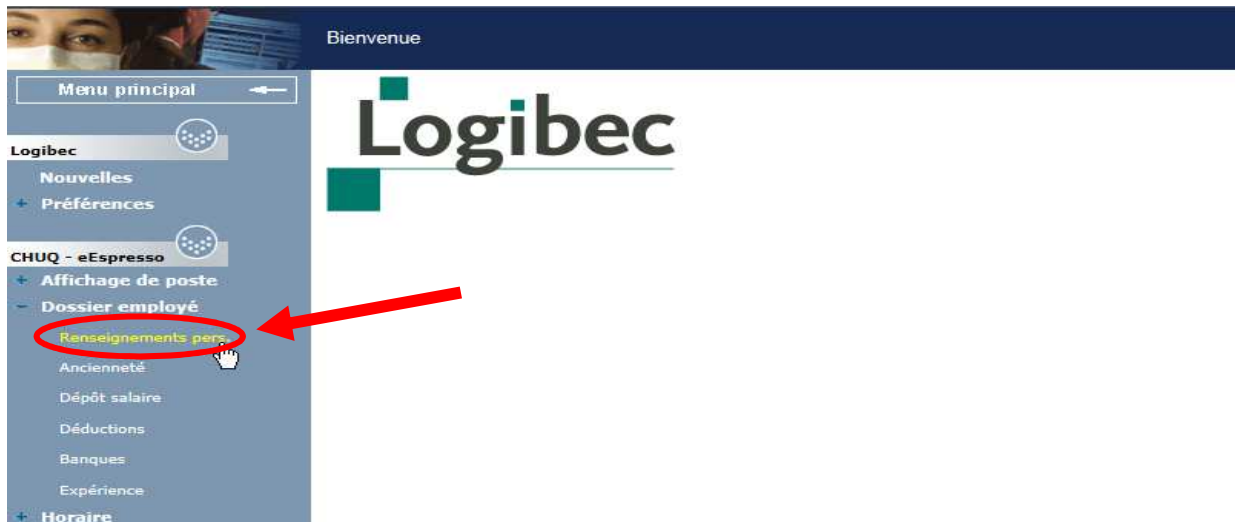 Bienvenue
Menu principal
Logibec
Logibec
Nouvelles
+ Préférences
CHUQ - eEspresso
+ Affichage de poste
- Dossier employé
Renseignements pers.
Ancienneté
Dépôt salaire
Déductions
Banques
Expérience
+ Horaire